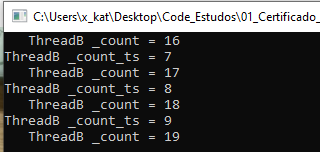 C:\Users\x_kat\Desktop\Code_Estudos\01_Certificado_
ThreadB _count = 16
ThreadB _count_ts = 7
ThreadB _count = 17
ThreadB _count_ts = 8
ThreadB _count = 18
ThreadB _count_ts = 9
ThreadB _count = 19